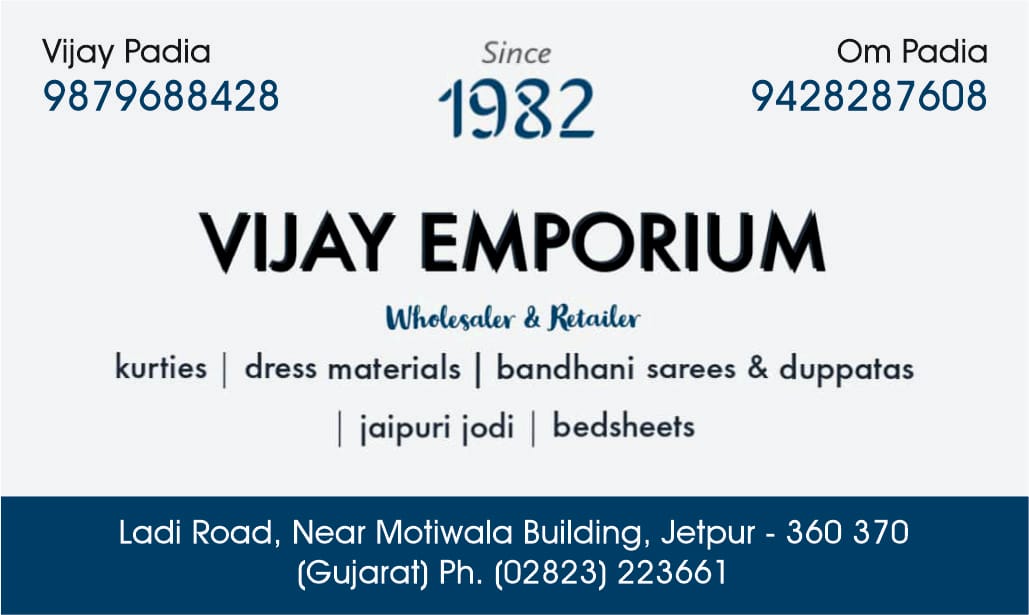 Vijay Padia
9879688428
Since
1982
Om Padia
9428287608
VIJAY EMPORIUM
Wholesaler & Retailer
kurties | dress materials | bandhani sarees & duppatas
| jaipuri jodi | bedsheets
Ladi Road, Near Motiwala Building, Jetpur - 360 370
(Gujarat) Ph. (02823) 223661